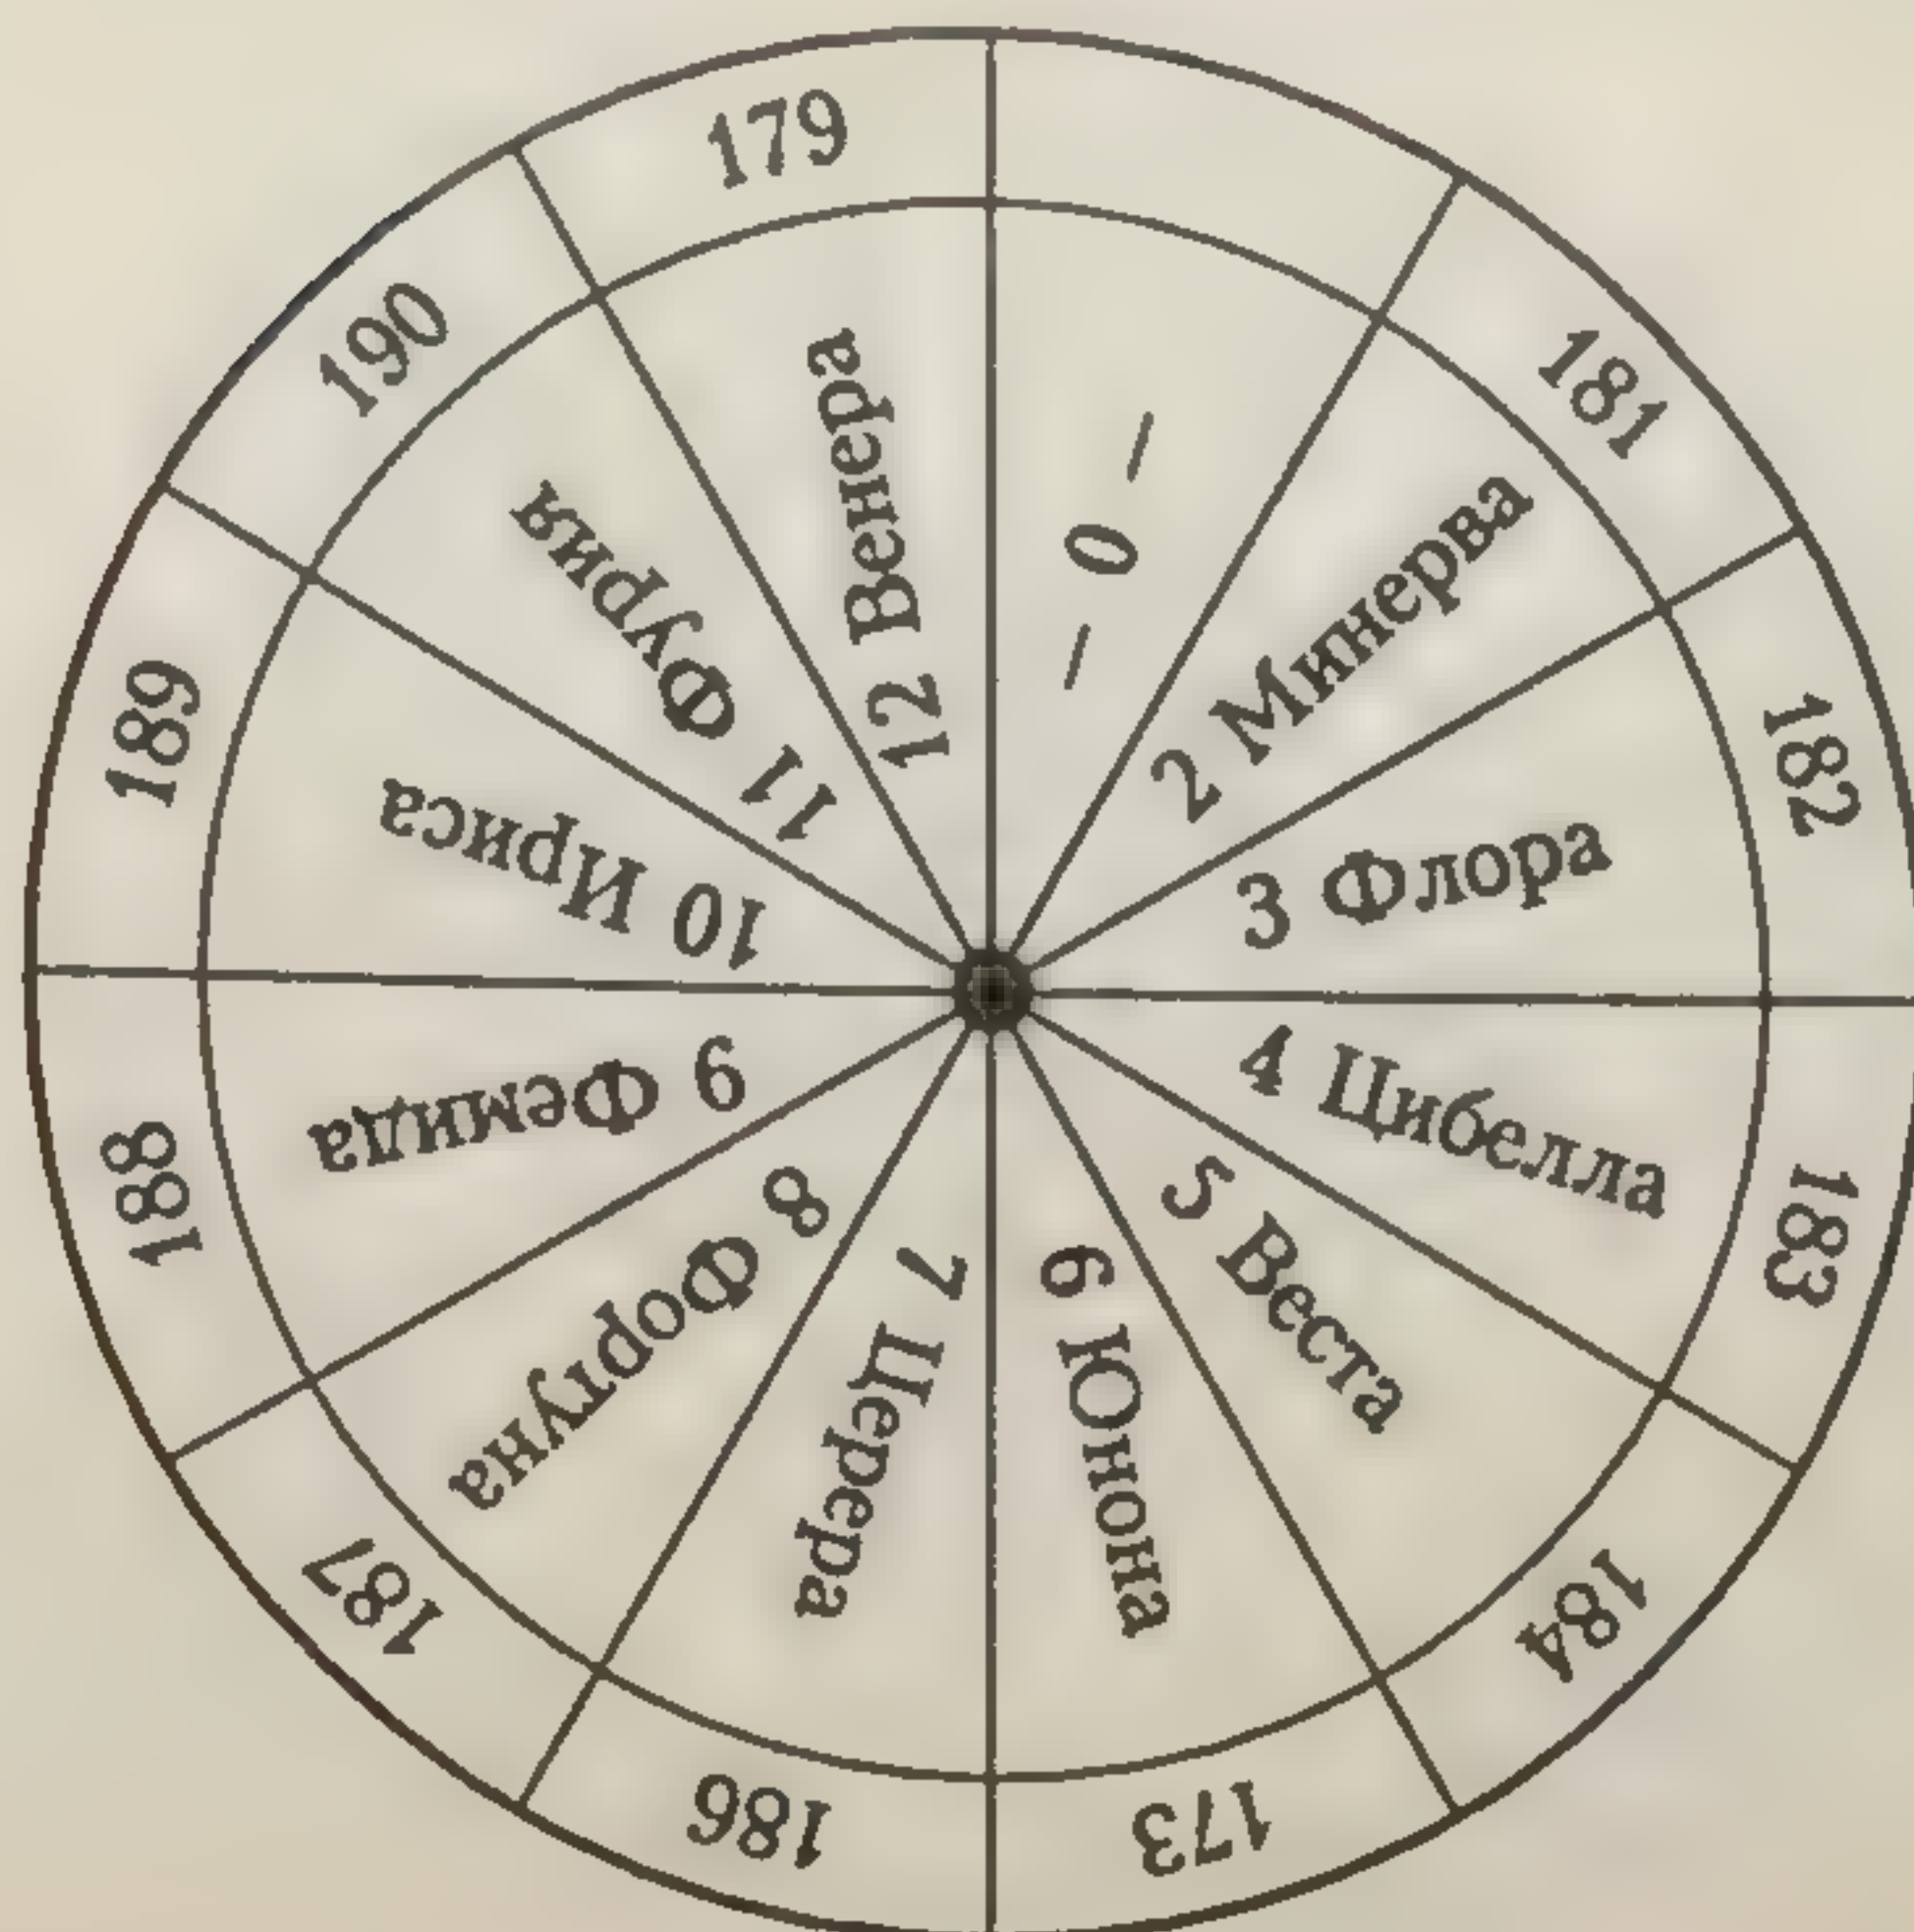 – 0 –
181
2 Минерва
182
3 Флора
183
4 Цибелла
184
5 Веста
173
6 Юнона
186
7 Церера
187
8 Фортуна
188
9 Фемида
189
10 Ириса
190
11 Фурия
179
12 Венера